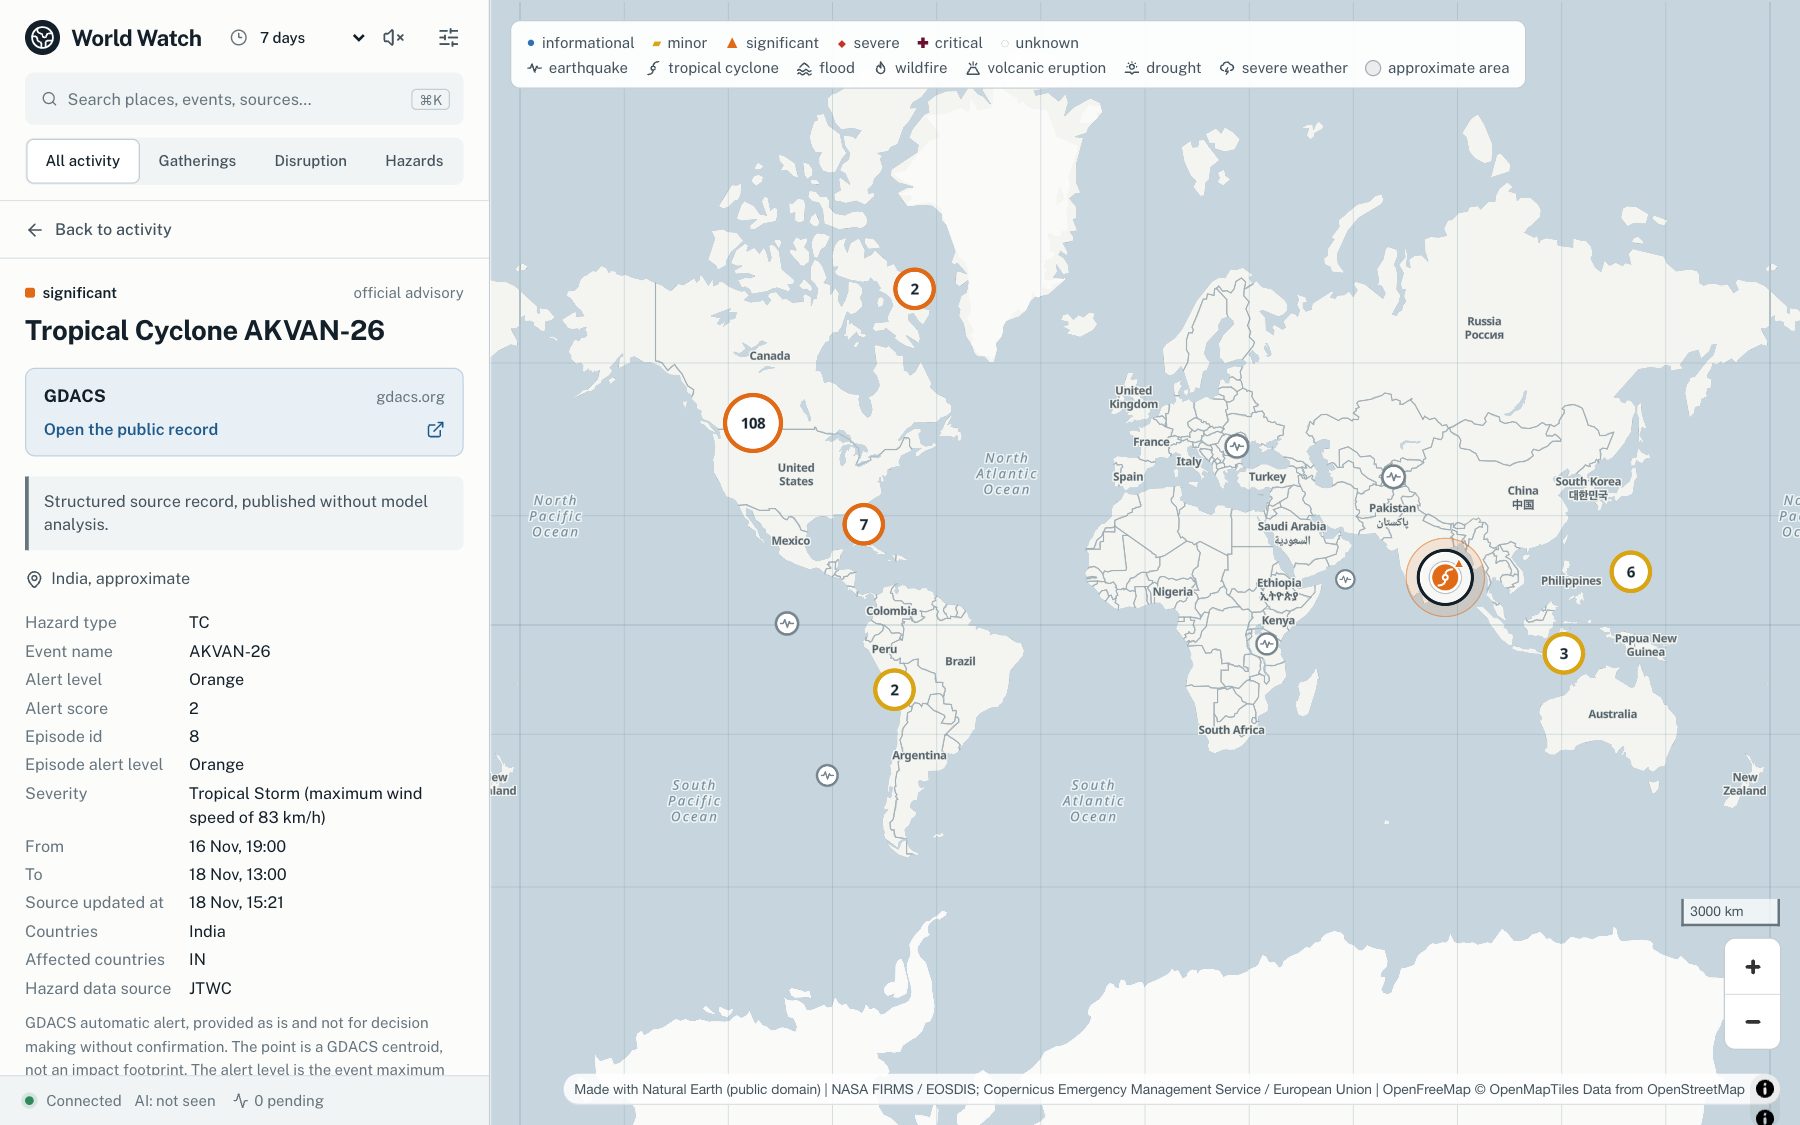 World Watch
7 days
Search places, events, sources...
⌘K
All activity
Gatherings
Disruption
Hazards
Back to activity
significant
official advisory
Tropical Cyclone AKVAN-26
GDACS
gdacs.org
Open the public record
Structured source record, published without model
analysis.
India, approximate
Hazard type TC
Event name AKVAN-26
Alert level Orange
Alert score 2
Episode id 8
Episode alert level Orange
Severity Tropical Storm (maximum wind
speed of 83 km/h)
From 16 Nov, 19:00
To 18 Nov, 13:00
Source updated at 18 Nov, 15:21
Countries India
Affected countries IN
Hazard data source JTWC
GDACS automatic alert, provided as is and not for decision
making without confirmation. The point is a GDACS centroid,
not an impact footprint. The alert level is the event maximum
Connected AI: not seen 0 pending
informational minor significant severe critical unknown
earthquake tropical cyclone flood wildfire volcanic eruption drought severe weather approximate area
2
Russia
Россия
Canada
United
Kingdom
108
France
Italy
North
Atlantic
Ocean
United
States
Spain
Turkey
South Korea
대한민국
China
中国
North
Pacific
Ocean
Pakistan
پاکستان
7
Mexico
Saudi Arabia
السعودية
6
Philippines
Ethiopia
ኢትዮጵያ
Nigeria
Colombia
Kenya
Papua New
Guinea
Peru
Brazil
3
2
Australia
South Africa
Argentina
South
Pacific
Ocean
South
Atlantic
Ocean
New
Zealand
3000 km
+
−
Made with Natural Earth (public domain) | NASA FIRMS / EOSDIS; Copernicus Emergency Management Service / European Union | OpenFreeMap © OpenMapTiles Data from OpenStreetMap